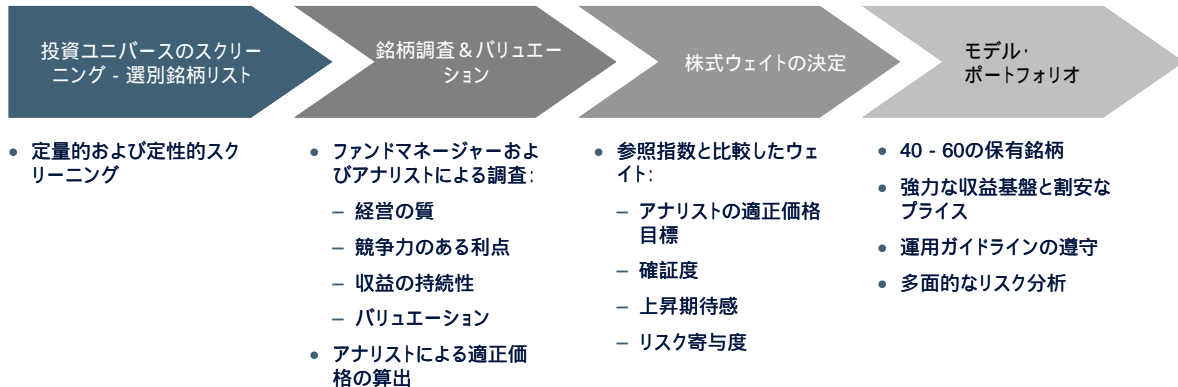 投資ユニバースのスクリー
ニング - 選別銘柄リスト
銘柄調査＆バリュエー
ション
株式ウェイトの決定
モデル・
ポートフォリオ
• 定量的および定性的スク
リーニング
• ファンドマネージャーおよ
びアナリストによる調査:
– 経営の質
– 競争力のある利点
– 収益の持続性
– バリュエーション
• アナリストによる適正価
格の算出
• 参照指数と比較したウェ
イト:
– アナリストの適正価格
目標
– 確証度
– 上昇期待感
– リスク寄与度
• 40 - 60の保有銘柄
• 強力な収益基盤と割安な
プライス
• 運用ガイドラインの遵守
• 多面的なリスク分析